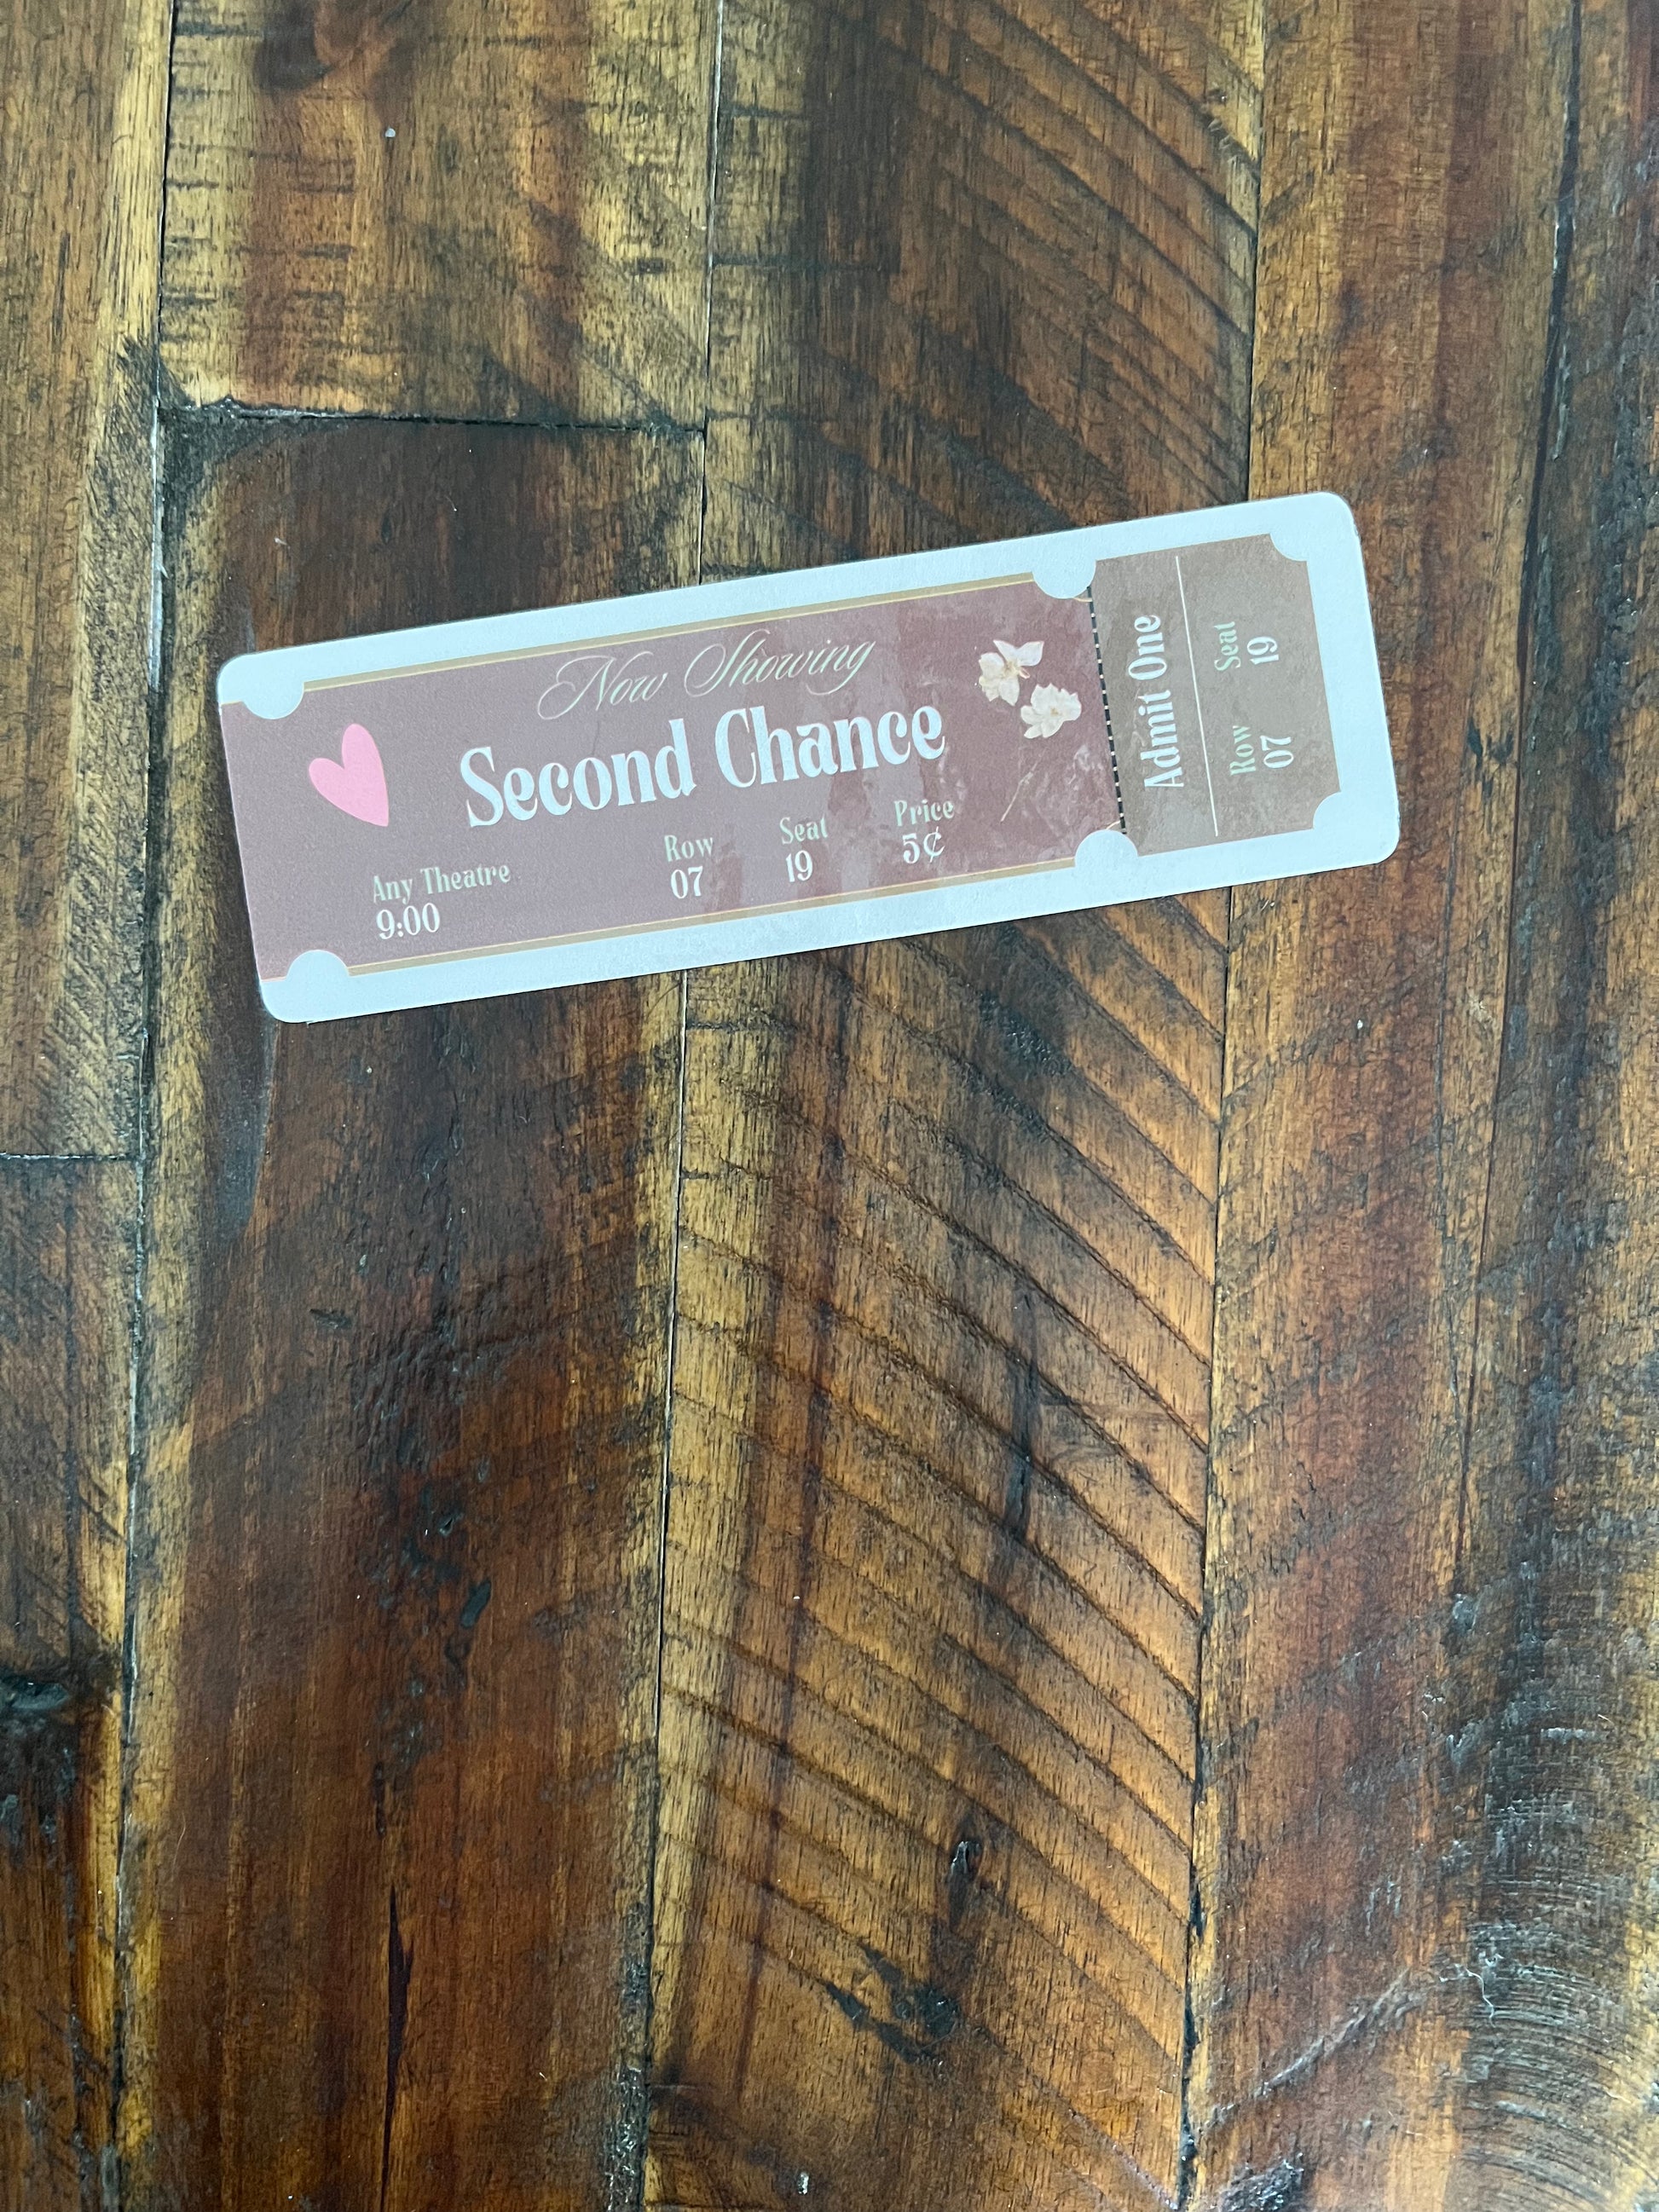 Now Showing
Second Chance
Any Theatre
9:00
Row
07
Seat
19
Price
5¢
Admit One
Row
07
Seat
19